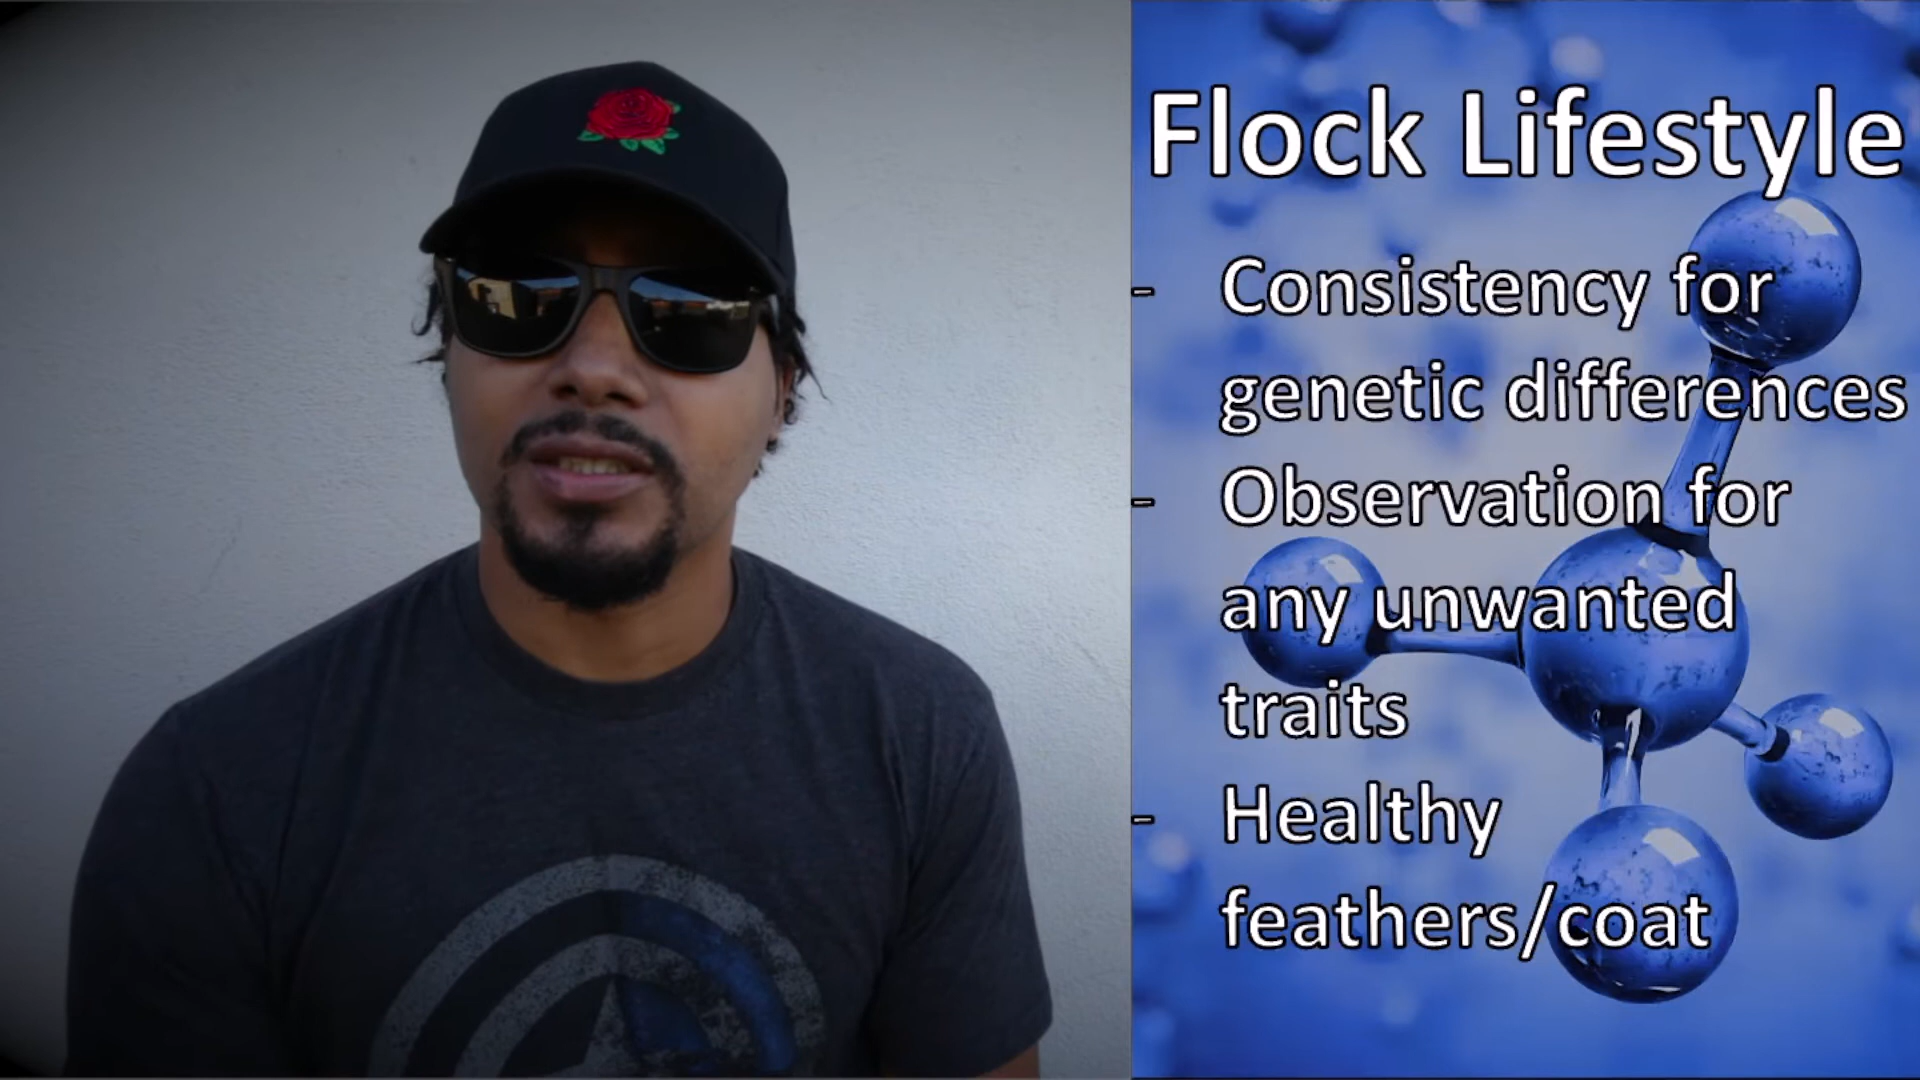 Flock Lifestyle
- Consistency for
genetic differences
- Observation for
any unwanted
traits
- Healthy
feathers/coat